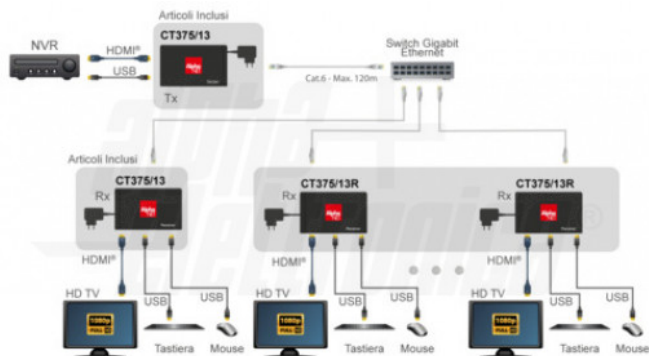 Articoli Inclusi
CT375/13
NVR
HDMI®
USB
Tx
Switch Gigabit
Ethernet
Cat.6 - Max. 120m
Articoli Inclusi
CT375/13
Rx
CT375/13R
Rx
CT375/13R
Rx
HDMI®
HDMI®
HDMI®
HD TV
USB
USB
HD TV
USB
USB
HD TV
USB
USB
1080p
1080p
1080p
Tastiera
Mouse
Tastiera
Mouse
Tastiera
Mouse
alpha
elettronica®